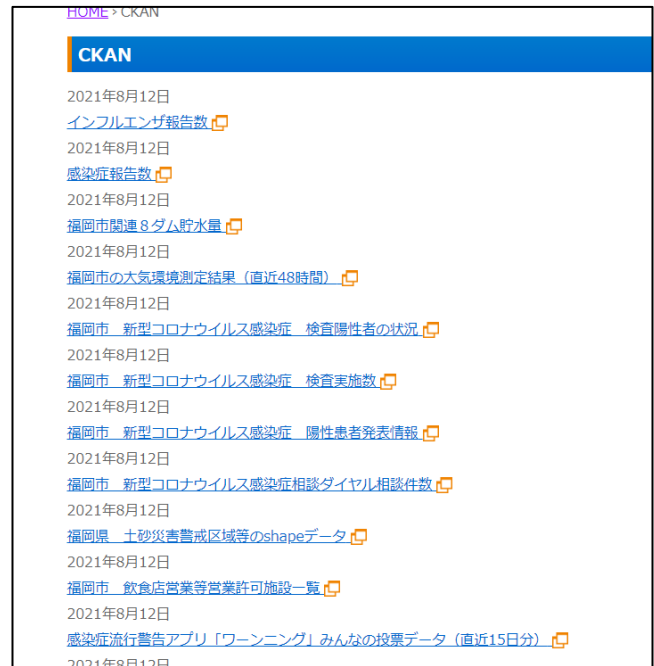 HOME › CKAN
CKAN
2021年8月12日
インフルエンザ報告数
2021年8月12日
感染症報告数
2021年8月12日
福岡市関連８ダム貯水量
2021年8月12日
福岡市の大気環境測定結果（直近48時間）
2021年8月12日
福岡市　新型コロナウイルス感染症　検査陽性者の状況
2021年8月12日
福岡市　新型コロナウイルス感染症　検査実施数
2021年8月12日
福岡市　新型コロナウイルス感染症　陽性患者発表情報
2021年8月12日
福岡市　新型コロナウイルス感染症相談ダイヤル相談件数
2021年8月12日
福岡県　土砂災害警戒区域等のshapeデータ
2021年8月12日
福岡市　飲食店営業等営業許可施設一覧
2021年8月12日
感染症流行警告アプリ「ワーンニング」みんなの投票データ（直近15日分）
2021年8月12日